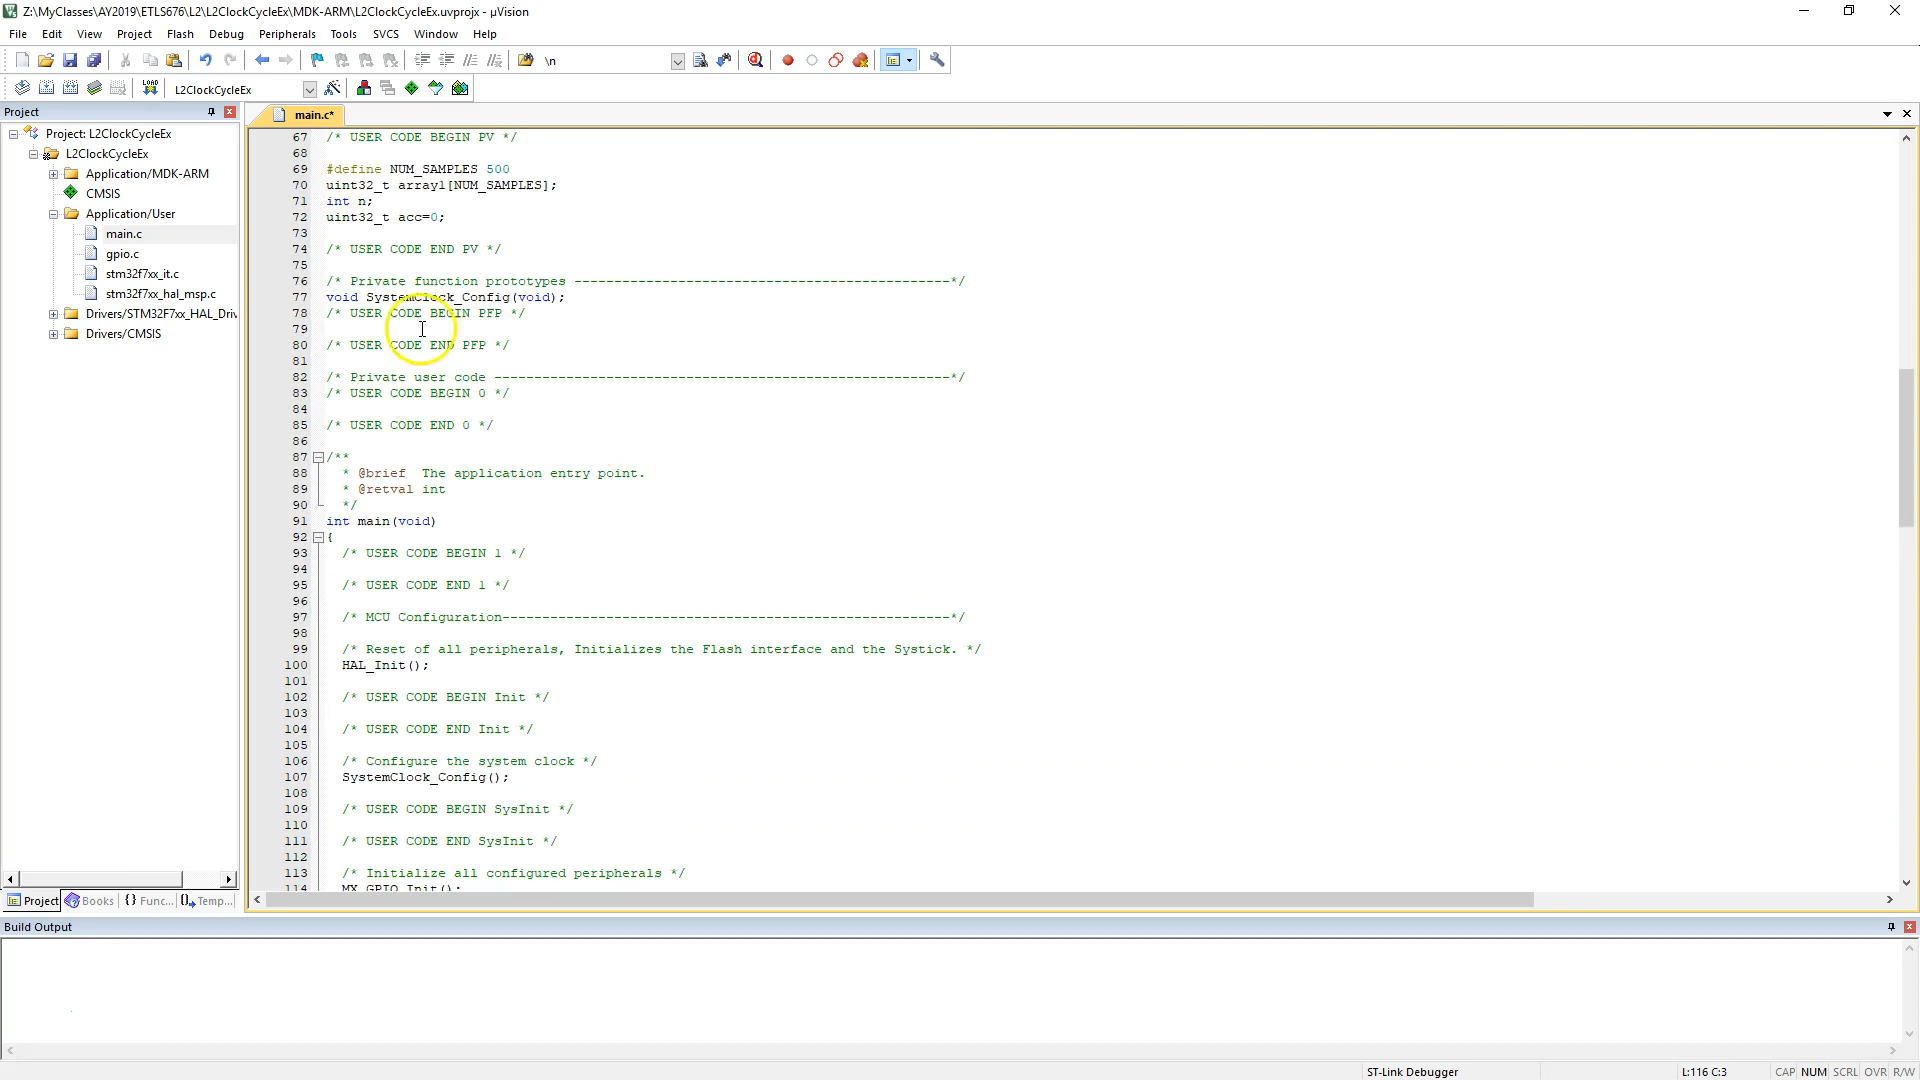 Z:\MyClasses\AY2019\ETLS676\L2\L2ClockCycleEx\MDK-ARM\L2ClockCycleEx.uvprojx - µVision
File Edit View Project Flash Debug Peripherals Tools SVCS Window Help
\n
LOAD L2ClockCycleEx
Project
main.c*
Project: L2ClockCycleEx
L2ClockCycleEx
Application/MDK-ARM
CMSIS
Application/User
main.c
gpio.c
stm32f7xx_it.c
stm32f7xx_hal_msp.c
Drivers/STM32F7xx_HAL_Driv
Drivers/CMSIS
67 /* USER CODE BEGIN PV */
68
69 #define NUM_SAMPLES 500
70 uint32_t array1[NUM_SAMPLES];
71 int n;
72 uint32_t acc=0;
73
74 /* USER CODE END PV */
75
76 /* Private function prototypes -----------------------------------------------*/
77 void SystemClock_Config(void);
78 /* USER CODE BEGIN PFP */
79
80 /* USER CODE END PFP */
81
82 /* Private user code ---------------------------------------------------------*/
83 /* USER CODE BEGIN 0 */
84
85 /* USER CODE END 0 */
86
87 /**
88 * @brief  The application entry point.
89 * @retval int
90 */
91 int main(void)
92 {
93 /* USER CODE BEGIN 1 */
94
95 /* USER CODE END 1 */
96
97 /* MCU Configuration--------------------------------------------------------*/
98
99 /* Reset of all peripherals, Initializes the Flash interface and the Systick. */
100 HAL_Init();
101
102 /* USER CODE BEGIN Init */
103
104 /* USER CODE END Init */
105
106 /* Configure the system clock */
107 SystemClock_Config();
108
109 /* USER CODE BEGIN SysInit */
110
111 /* USER CODE END SysInit */
112
113 /* Initialize all configured peripherals */
114 MX_GPIO_Init();
Project Books {} Func... Temp...
Build Output
ST-Link Debugger L:116 C:3 CAP NUM SCRL OVR R/W